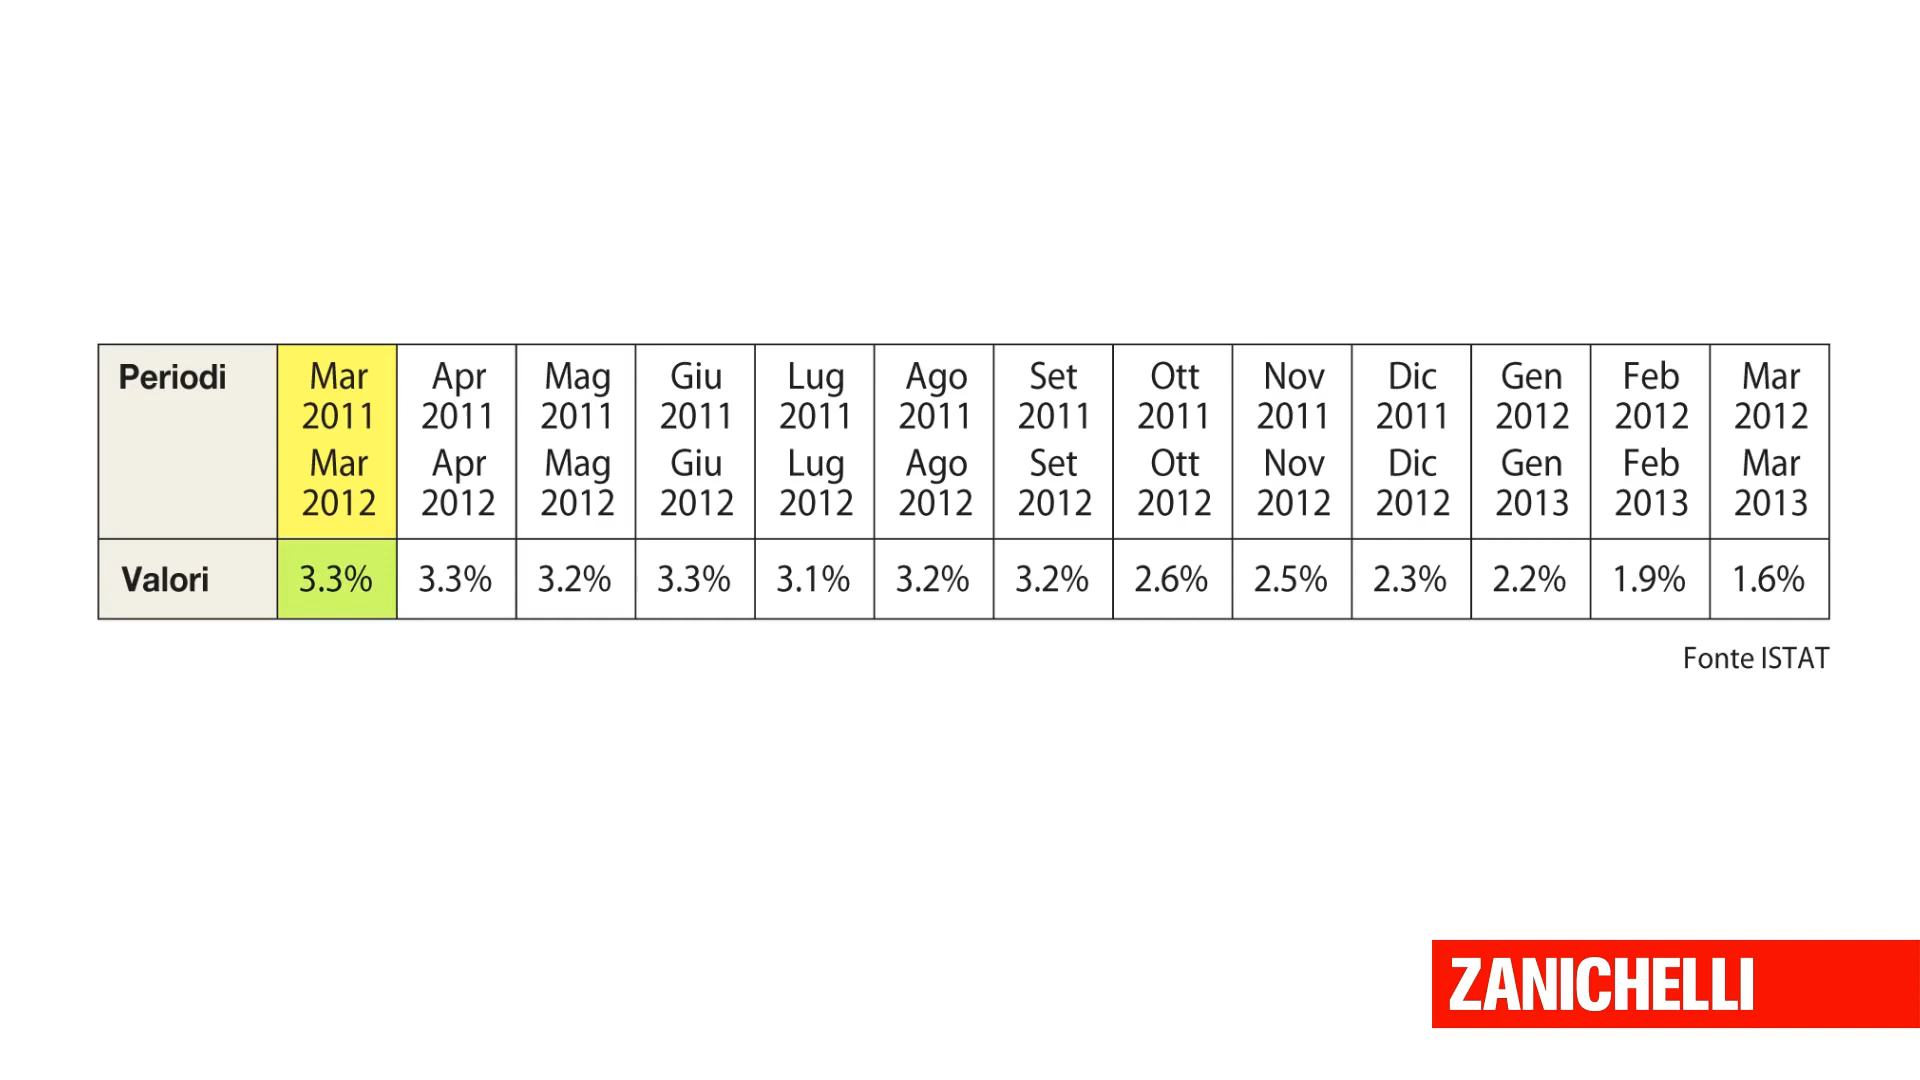 Periodi Mar Apr Mag Giu Lug Ago Set Ott Nov Dic Gen Feb Mar
2011 2011 2011 2011 2011 2011 2011 2011 2011 2011 2012 2012 2012
Mar Apr Mag Giu Lug Ago Set Ott Nov Dic Gen Feb Mar
2012 2012 2012 2012 2012 2012 2012 2012 2012 2012 2013 2013 2013
Valori 3.3% 3.3% 3.2% 3.3% 3.1% 3.2% 3.2% 2.6% 2.5% 2.3% 2.2% 1.9% 1.6%
Fonte ISTAT
ZANICHELLI